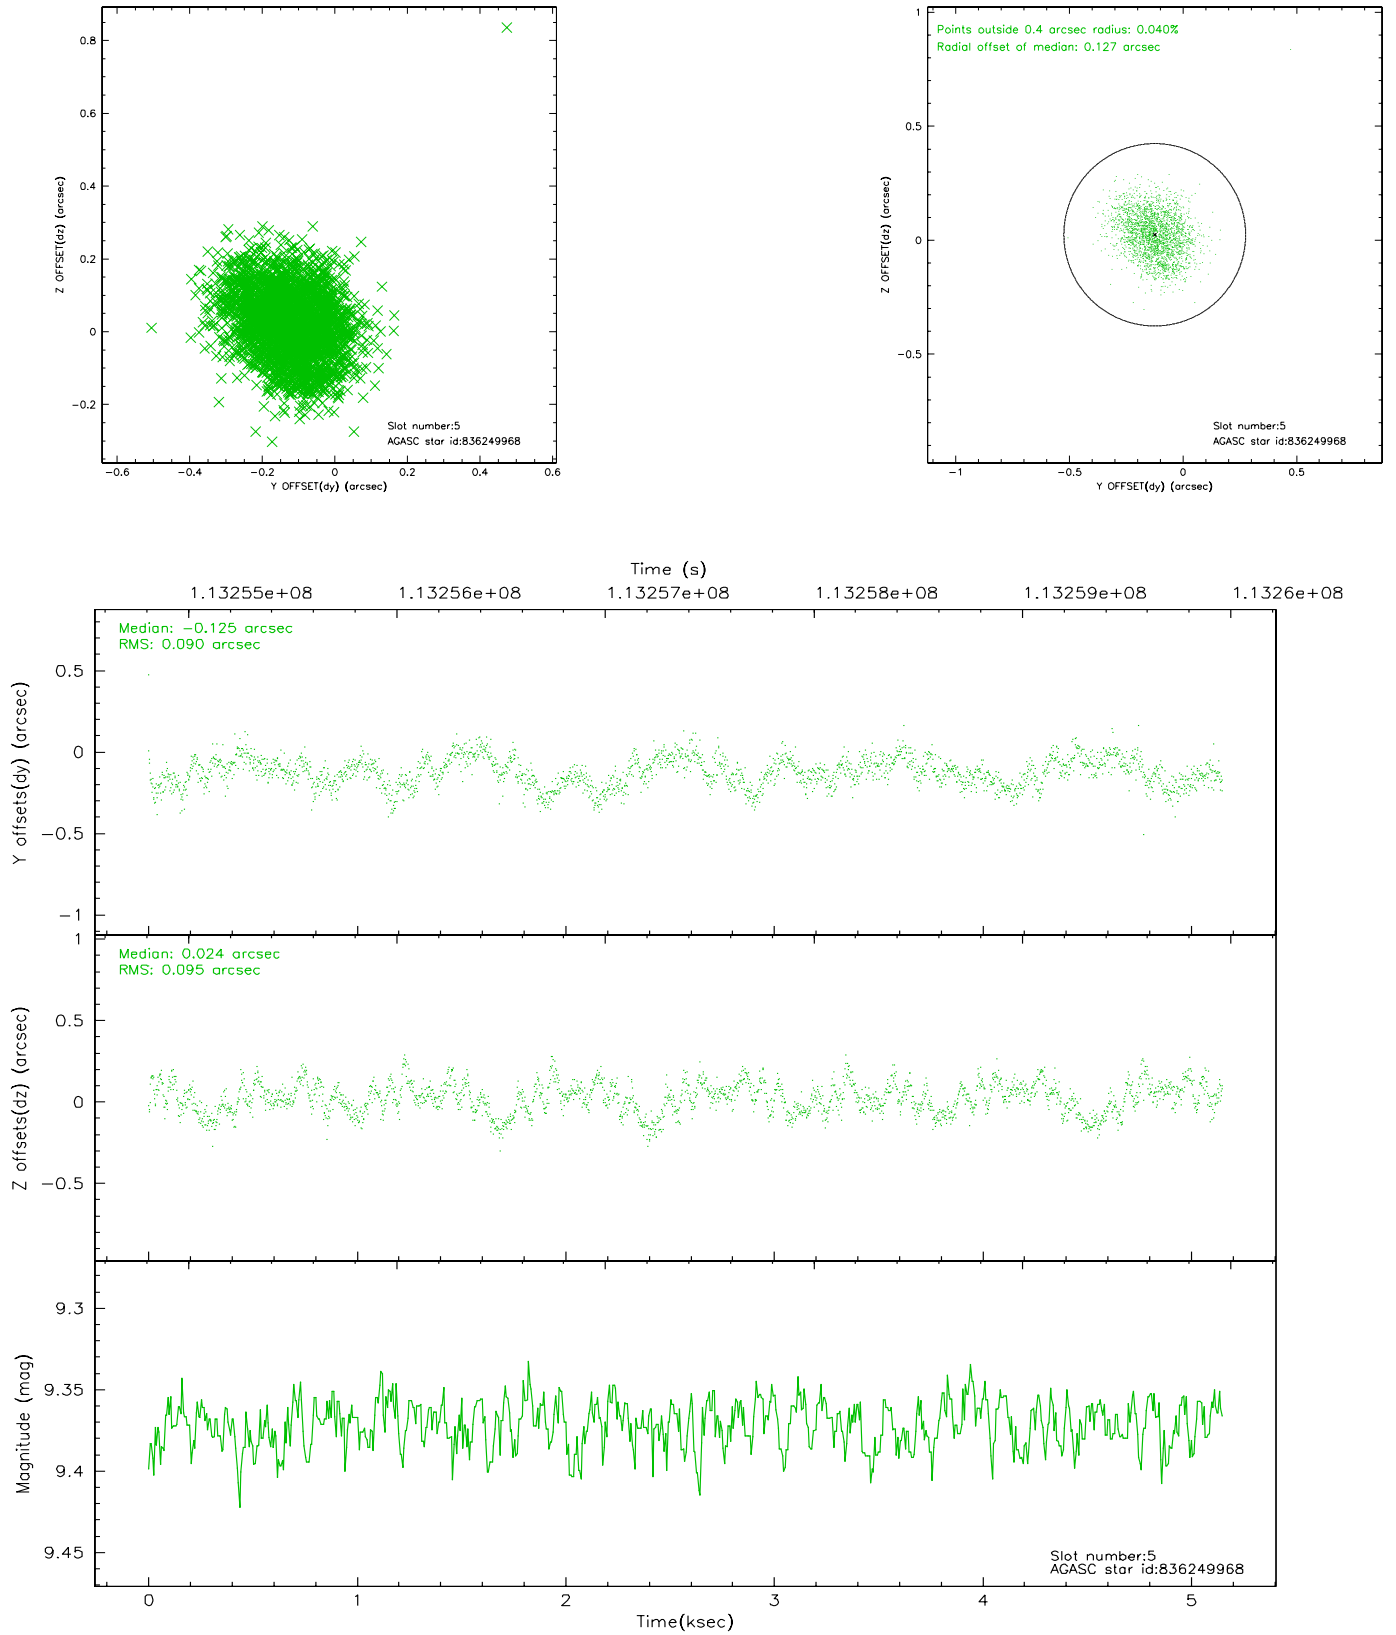 0.8
0.6
0.4
0.2
0
−0.2
Z OFFSET(dz) (arcsec)
Slot number:5
AGASC star id:836249968
−0.6 −0.4 −0.2 0 0.2 0.4 0.6
Y OFFSET(dy) (arcsec)
Points outside 0.4 arcsec radius: 0.040%
Radial offset of median: 0.127 arcsec
1
0.5
0
−0.5
Z OFFSET(dz) (arcsec)
Slot number:5
AGASC star id:836249968
−1 −0.5 0 0.5
Y OFFSET(dy) (arcsec)
Time (s)
1.13255e+08 1.13256e+08 1.13257e+08 1.13258e+08 1.13259e+08 1.1326e+08
Median: −0.125 arcsec
RMS: 0.090 arcsec
0.5
0
−0.5
−1
Y offsets(dy) (arcsec)
Median: 0.024 arcsec
RMS: 0.095 arcsec
1
0.5
0
−0.5
Z offsets(dz) (arcsec)
9.3
9.35
9.4
9.45
Magnitude (mag)
Slot number:5
AGASC star id:836249968
0 1 2 3 4 5
Time(ksec)